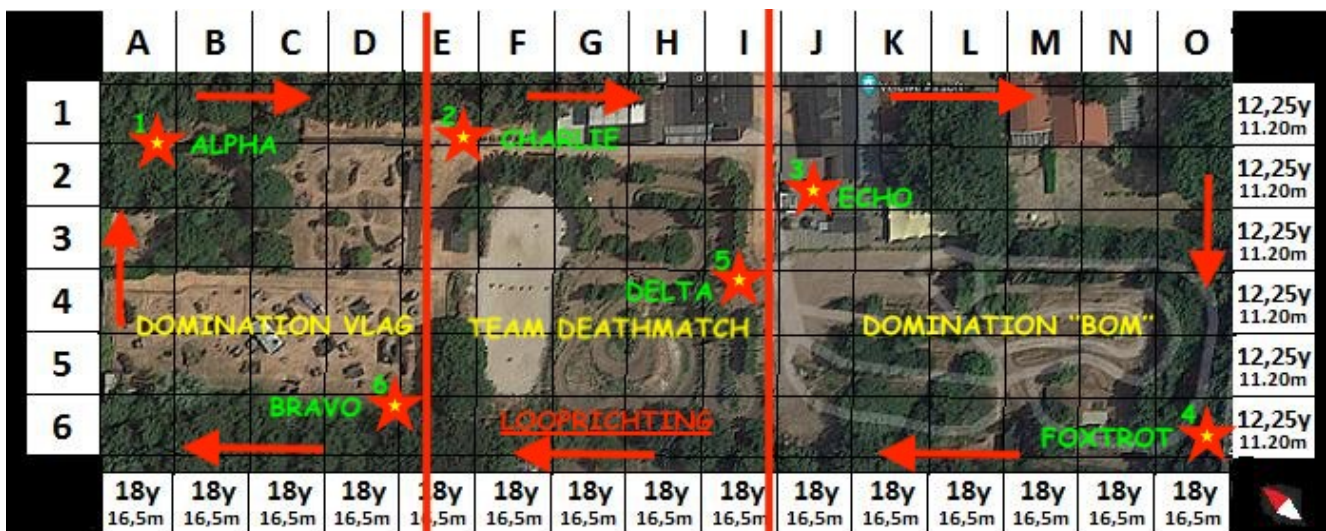 A B C D E F G H I J K L M N O
1
2
3
4
5
6
1
ALPHA
2
CHARLIE
3
ECHO
5
DELTA
DOMINATION VLAG
TEAM DEATHMATCH
DOMINATION "BOM"
6
BRAVO
LOOPRICHTING
4
FOXTROT
12,25y
11.20m
12,25y
11.20m
12,25y
11.20m
12,25y
11.20m
12,25y
11.20m
12,25y
11.20m
18y 18y 18y 18y 18y 18y 18y 18y 18y 18y 18y 18y 18y 18y 18y
16,5m 16,5m 16,5m 16,5m 16,5m 16,5m 16,5m 16,5m 16,5m 16,5m 16,5m 16,5m 16,5m 16,5m 16,5m